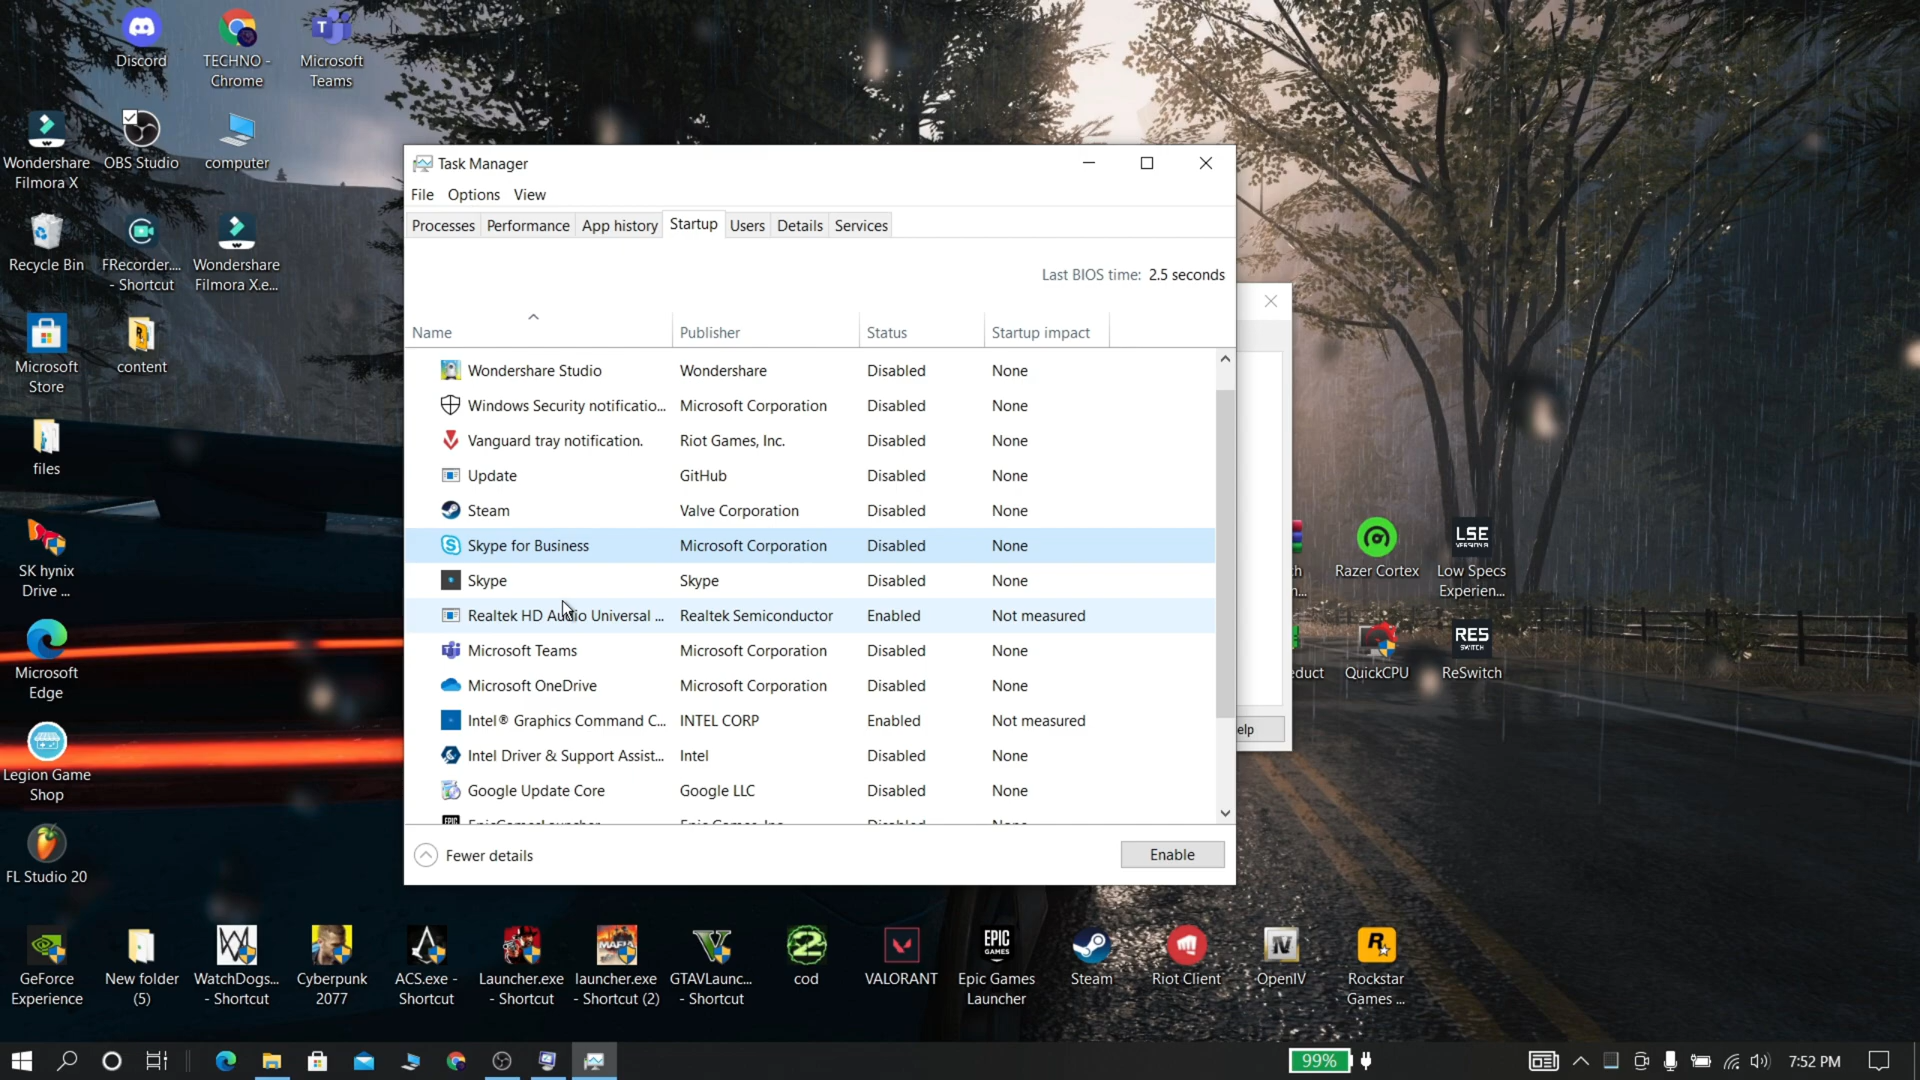 Discord
TECHNO -
Chrome
Microsoft
Teams
Wondershare
Filmora X
OBS Studio
computer
Recycle Bin
FRecorder....
- Shortcut
Wondershare
Filmora X.e...
Microsoft
Store
content
files
SK hynix
Drive ...
Microsoft
Edge
Legion Game
Shop
FL Studio 20
Task Manager
File Options View
Processes Performance App history Startup Users Details Services
Last BIOS time: 2.5 seconds
Name Publisher Status Startup impact
Wondershare Studio Wondershare Disabled None
Windows Security notificatio... Microsoft Corporation Disabled None
Vanguard tray notification. Riot Games, Inc. Disabled None
Update GitHub Disabled None
Steam Valve Corporation Disabled None
Skype for Business Microsoft Corporation Disabled None
Skype Skype Disabled None
Realtek HD Audio Universal ... Realtek Semiconductor Enabled Not measured
Microsoft Teams Microsoft Corporation Disabled None
Microsoft OneDrive Microsoft Corporation Disabled None
Intel® Graphics Command C... INTEL CORP Enabled Not measured
Intel Driver & Support Assist... Intel Disabled None
Google Update Core Google LLC Disabled None
Fewer details
Enable
elp
Razer Cortex
LSE
Low Specs
Experien...
duct
QuickCPU
RES
SWITCH
ReSwitch
GeForce
Experience
New folder
(5)
WatchDogs...
- Shortcut
Cyberpunk
2077
ACS.exe -
Shortcut
Launcher.exe
- Shortcut
MAFIA
launcher.exe
- Shortcut (2)
GTAVLaunc...
- Shortcut
cod
VALORANT
EPIC
GAMES
Epic Games
Launcher
Steam
Riot Client
IV
OpenIV
Rockstar
Games ...
99%
7:52 PM